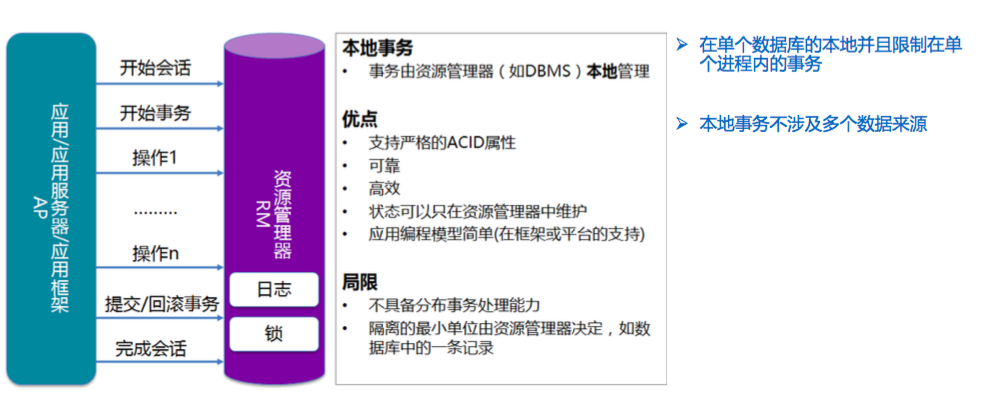 应用/应用服务器/应用框架
AP
开始会话
开始事务
操作1
………
操作n
提交/回滚事务
完成会话
资源管理器
RM
日志
锁
本地事务
• 事务由资源管理器（如DBMS）本地管理
优点
• 支持严格的ACID属性
• 可靠
• 高效
• 状态可以只在资源管理器中维护
• 应用编程模型简单(在框架或平台的支持)
局限
• 不具备分布事务处理能力
• 隔离的最小单位由资源管理器决定，如数
据库中的一条记录
➢ 在单个数据库的本地并且限制在单
个进程内的事务
➢ 本地事务不涉及多个数据来源